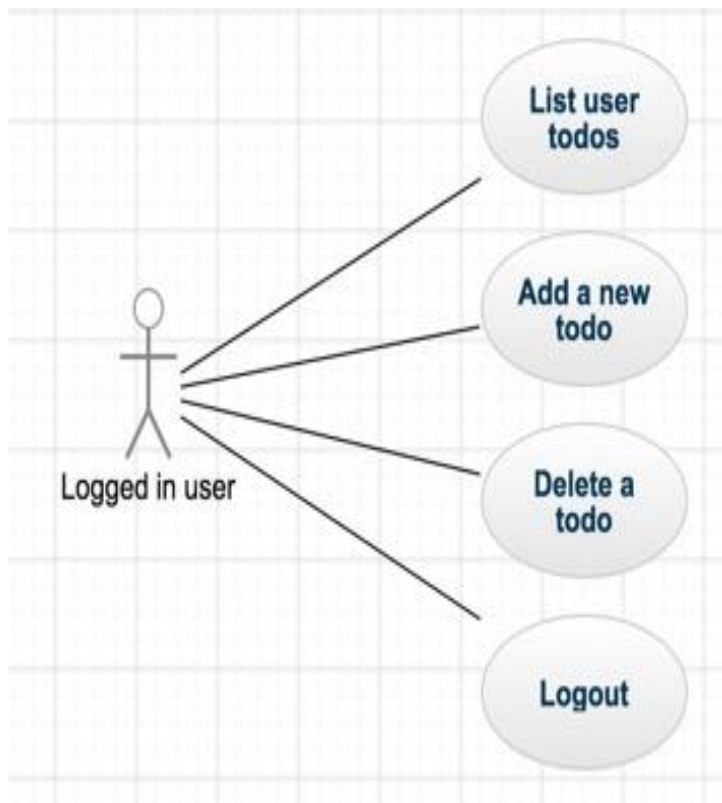 List user
todos
Add a new
todo
Logged in user
Delete a
todo
Logout